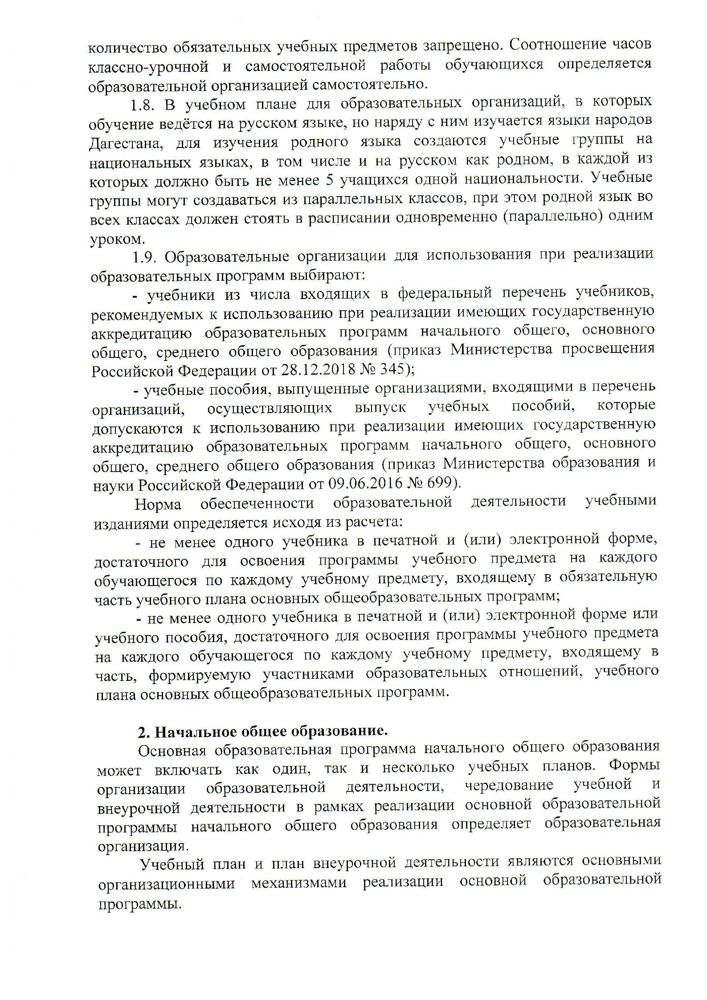 количество обязательных учебных предметов запрещено. Соотношение часов
классно-урочной и самостоятельной работы обучающихся определяется
образовательной организацией самостоятельно.
1.8. В учебном плане для образовательных организаций, в которых
обучение ведётся на русском языке, но наряду с ним изучается языки народов
Дагестана, для изучения родного языка создаются учебные группы на
национальных языках, в том числе и на русском как родном, в каждой из
которых должно быть не менее 5 учащихся одной национальности. Учебные
группы могут создаваться из параллельных классов, при этом родной язык во
всех классах должен стоять в расписании одновременно (параллельно) одним
уроком.
1.9. Образовательные организации для использования при реализации
образовательных программ выбирают:
- учебники из числа входящих в федеральный перечень учебников,
рекомендуемых к использованию при реализации имеющих государственную
аккредитацию образовательных программ начального общего, основного
общего, среднего общего образования (приказ Министерства просвещения
Российской Федерации от 28.12.2018 № 345);
- учебные пособия, выпущенные организациями, входящими в перечень
организаций, осуществляющих выпуск учебных пособий, которые
допускаются к использованию при реализации имеющих государственную
аккредитацию образовательных программ начального общего, основного
общего, среднего общего образования (приказ Министерства образования и
науки Российской Федерации от 09.06.2016 № 699).
Норма обеспеченности образовательной деятельности учебными
изданиями определяется исходя из расчета:
- не менее одного учебника в печатной и (или) электронной форме,
достаточного для освоения программы учебного предмета на каждого
обучающегося по каждому учебному предмету, входящему в обязательную
часть учебного плана основных общеобразовательных программ;
- не менее одного учебника в печатной и (или) электронной форме или
учебного пособия, достаточного для освоения программы учебного предмета
на каждого обучающегося по каждому учебному предмету, входящему в
часть, формируемую участниками образовательных отношений, учебного
плана основных общеобразовательных программ.
2. Начальное общее образование.
Основная образовательная программа начального общего образования
может включать как один, так и несколько учебных планов. Формы
организации образовательной деятельности, чередование учебной и
внеурочной деятельности в рамках реализации основной образовательной
программы начального общего образования определяет образовательная
организация.
Учебный план и план внеурочной деятельности являются основными
организационными механизмами реализации основной образовательной
программы.